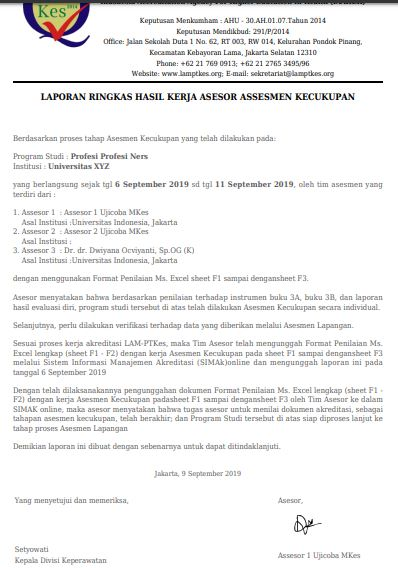 Kes
Keputusan Menkumham : AHU - 30.AH.01.07.Tahun 2014
Keputusan Mendikbud: 291/P/2014
Office: Jalan Sekolah Duta 1 No. 62, RT 003, RW 014, Kelurahan Pondok Pinang,
Kecamatan Kebayoran Lama, Jakarta Selatan 12310
Phone: +62 21 769 0913; +62 21 2765 3495/96
Website: www.lamptkes.org; E-mail: sekretariat@lamptkes.org
LAPORAN RINGKAS HASIL KERJA ASESOR ASSESMEN KECUKUPAN
Berdasarkan proses tahap Asesmen Kecukupan yang telah dilakukan pada:
Program Studi : Profesi Profesi Ners
Institusi : Universitas XYZ
yang berlangsung sejak tgl 6 September 2019 sd tgl 11 September 2019, oleh tim asesmen yang
terdiri dari :
1. Assesor 1 : Assesor 1 Ujicoba MKes
Asal Institusi :Universitas Indonesia, Jakarta
2. Assesor 2 : Assesor 2 Ujicoba MKes
Asal Institusi :
3. Assesor 3 : Dr. dr. Dwiyana Ocviyanti, Sp.OG (K)
Asal Institusi :Universitas Indonesia, Jakarta
dengan menggunakan Format Penilaian Ms. Excel sheet F1 sampai dengansheet F3.
Asesor menyatakan bahwa berdasarkan penilaian terhadap instrumen buku 3A, buku 3B, dan laporan
hasil evaluasi diri, program studi tersebut di atas telah dilakukan Asesmen Kecukupan secara individual.
Selanjutnya, perlu dilakukan verifikasi terhadap data yang diberikan melalui Asesmen Lapangan.
Sesuai proses kerja akreditasi LAM-PTKes, maka Tim Asesor telah mengunggah Format Penilaian Ms.
Excel lengkap (sheet F1 - F2) dengan kerja Asesmen Kecukupan pada sheet F1 sampai dengansheet F3
melalui Sistem Informasi Manajemen Akreditasi (SIMAk)online dan mengunggah laporan ini pada
tanggal 6 September 2019
Dengan telah dilaksanakannya pengunggahan dokumen Format Penilaian Ms. Excel lengkap (sheet F1 -
F2) dengan kerja Asesmen Kecukupan padasheet F1 sampai dengansheet F3 oleh Tim Asesor ke dalam
SIMAK online, maka asesor menyatakan bahwa tugas asesor untuk menilai dokumen akreditasi, sebagai
tahapan asesmen kecukupan, telah berakhir; dan Program Studi tersebut di atas siap diproses lanjut ke
tahap proses Asesmen Lapangan
Demikian laporan ini dibuat dengan sebenarnya untuk dapat ditindaklanjuti.
Jakarta, 9 September 2019
Yang menyetujui dan memeriksa,
Asesor,
Setyowati
Kepala Divisi Keperawatan
Assesor 1 Ujicoba MKes